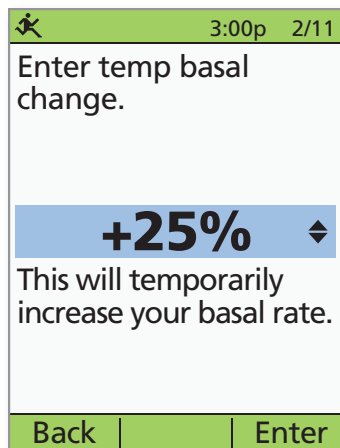 3:00p 2/11
Enter temp basal
change.
+25%
This will temporarily
increase your basal rate.
Back Enter